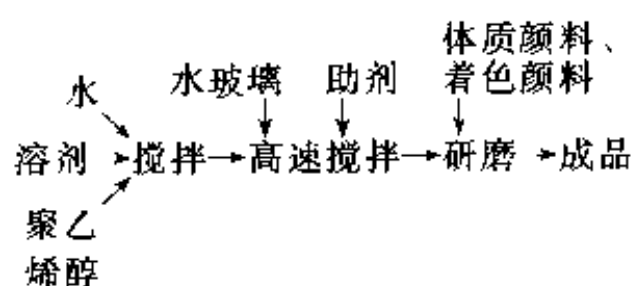 体质颜料、
水 水玻璃 助剂 着色颜料
溶剂 搅拌 高速搅拌 研磨 成品
聚乙
烯醇